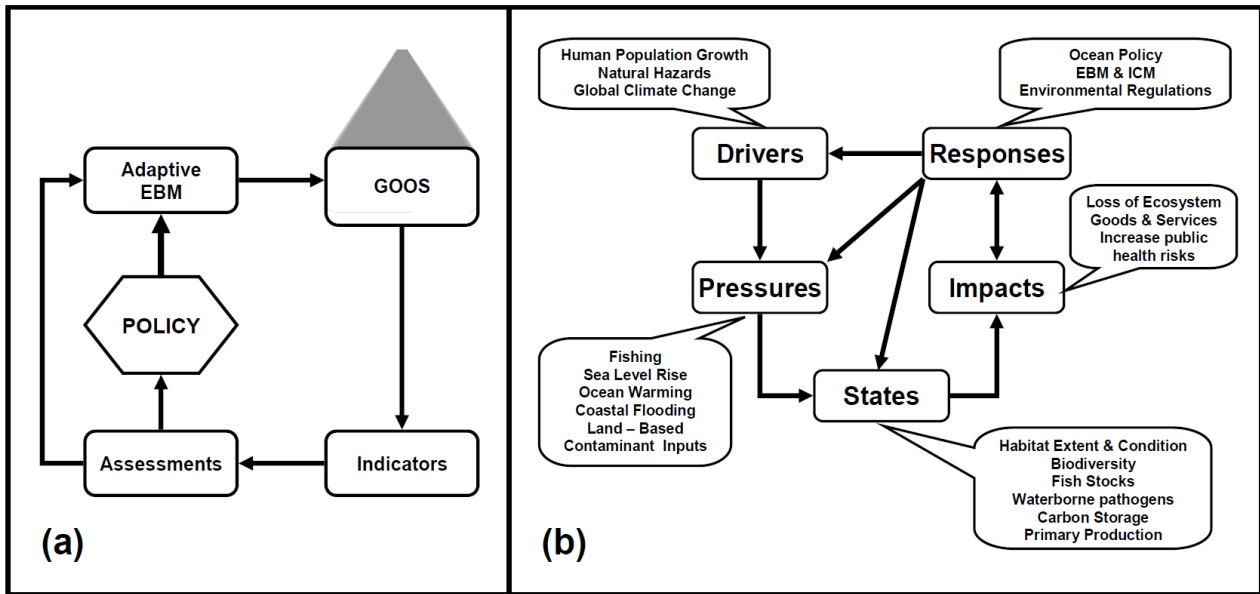 Adaptive
EBM
GOOS
POLICY
Assessments
Indicators
(a)
Human Population Growth
Natural Hazards
Global Climate Change
Ocean Policy
EBM & ICM
Environmental Regulations
Drivers
Responses
Loss of Ecosystem
Goods & Services
Increase public
health risks
Pressures
Impacts
Fishing
Sea Level Rise
Ocean Warming
Coastal Flooding
Land – Based
Contaminant Inputs
States
Habitat Extent & Condition
Biodiversity
Fish Stocks
Waterborne pathogens
Carbon Storage
Primary Production
(b)